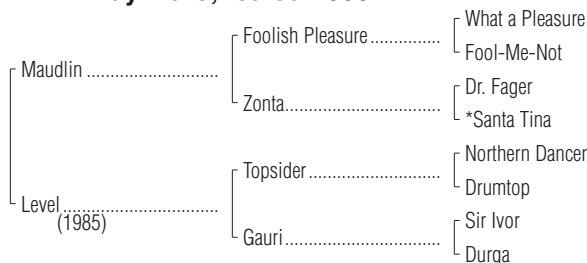 What a Pleasure
Foolish Pleasure
Fool-Me-Not
Maudlin
Dr. Fager
Zonta
*Santa Tina
Northern Dancer
Topsider
Drumtop
Level
(1985)
Sir Ivor
Gauri
Durga